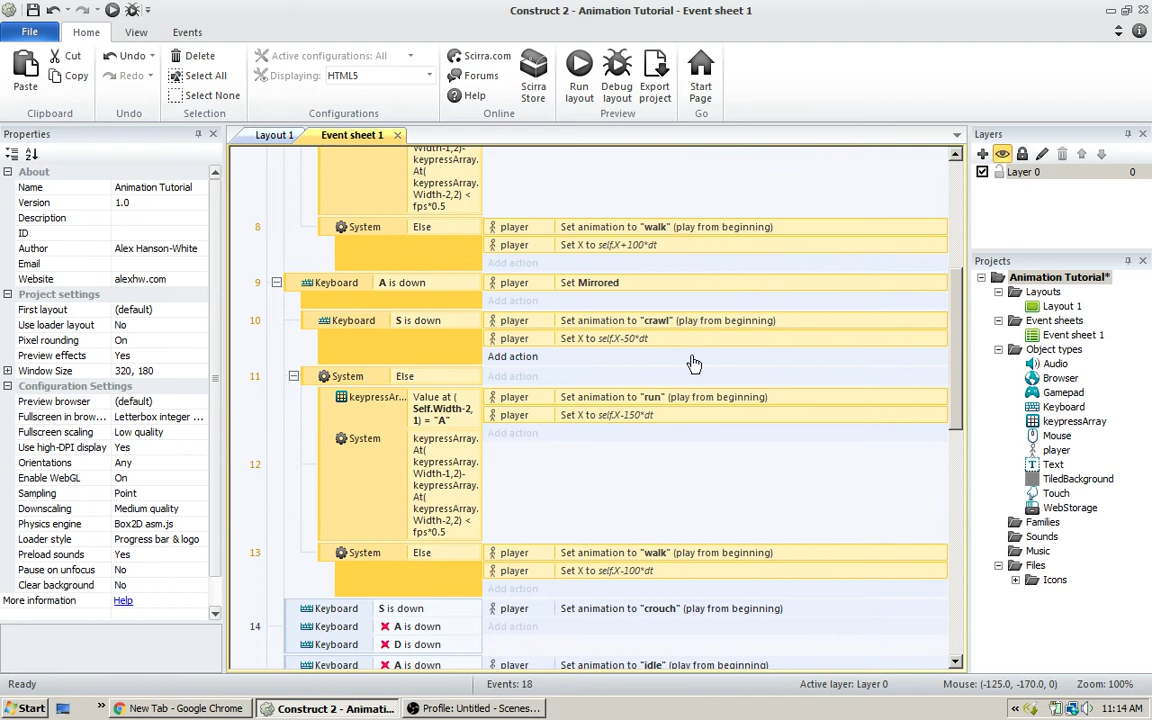 Construct 2 - Animation Tutorial - Event sheet 1
File Home View Events
Paste Cut Copy Clipboard
Undo Redo Undo
Delete Select All Select None Selection
Active configurations: All
Displaying: HTML5
Configurations
Scirra.com Forums Help Scirra Store Online
Run layout Debug layout Export project Preview
Start Page Go
Properties
About
Name Animation Tutorial
Version 1.0
Description
ID
Author Alex Hanson-White
Email
Website alexhw.com
Project settings
First layout (default)
Use loader layout No
Pixel rounding On
Preview effects Yes
Window Size 320, 180
Configuration Settings
Preview browser (default)
Fullscreen in brow... Letterbox integer
Fullscreen scaling Low quality
Use high-DPI display Yes
Orientations Any
Enable WebGL On
Sampling Point
Downscaling Medium quality
Physics engine Box2D asm.js
Loader style Progress bar & logo
Preload sounds Yes
Pause on unfocus No
Clear background No
More information Help
Layout 1 Event sheet 1
Width-1,2)-
keypressArray.
At(
keypressArray.
Width-2,2) <
fps*0.5
8 System Else player Set animation to "walk" (play from beginning)
player Set X to self.X+100*dt
Add action
9 Keyboard A is down player Set Mirrored
Add action
10 Keyboard S is down player Set animation to "crawl" (play from beginning)
player Set X to self.X-50*dt
Add action
11 System Else Add action
keypressAr... Value at ( player Set animation to "run" (play from beginning)
Self.Width-2, player Set X to self.X-150*dt
1) = "A" Add action
12 System keypressArray.
At(
keypressArray.
Width-1,2)-
keypressArray.
At(
keypressArray.
Width-2,2) <
fps*0.5
13 System Else player Set animation to "walk" (play from beginning)
player Set X to self.X-100*dt
Add action
14 Keyboard S is down player Set animation to "crouch" (play from beginning)
Keyboard A is down Add action
Keyboard D is down
Keyboard A is down player Set animation to "idle" (play from beginning)
Layers
Layer 0 0
Projects
Animation Tutorial*
Layouts
Layout 1
Event sheets
Event sheet 1
Object types
Audio
Browser
Gamepad
Keyboard
keypressArray
Mouse
player
Text
TiledBackground
Touch
WebStorage
Families
Sounds
Music
Files
Icons
Ready Events: 18 Active layer: Layer 0 Mouse: (-125.0, -170.0, 0) Zoom: 100%
Start » New Tab - Google Chrome Construct 2 - Animati... Profile: Untitled - Scenes... « 11:14 AM